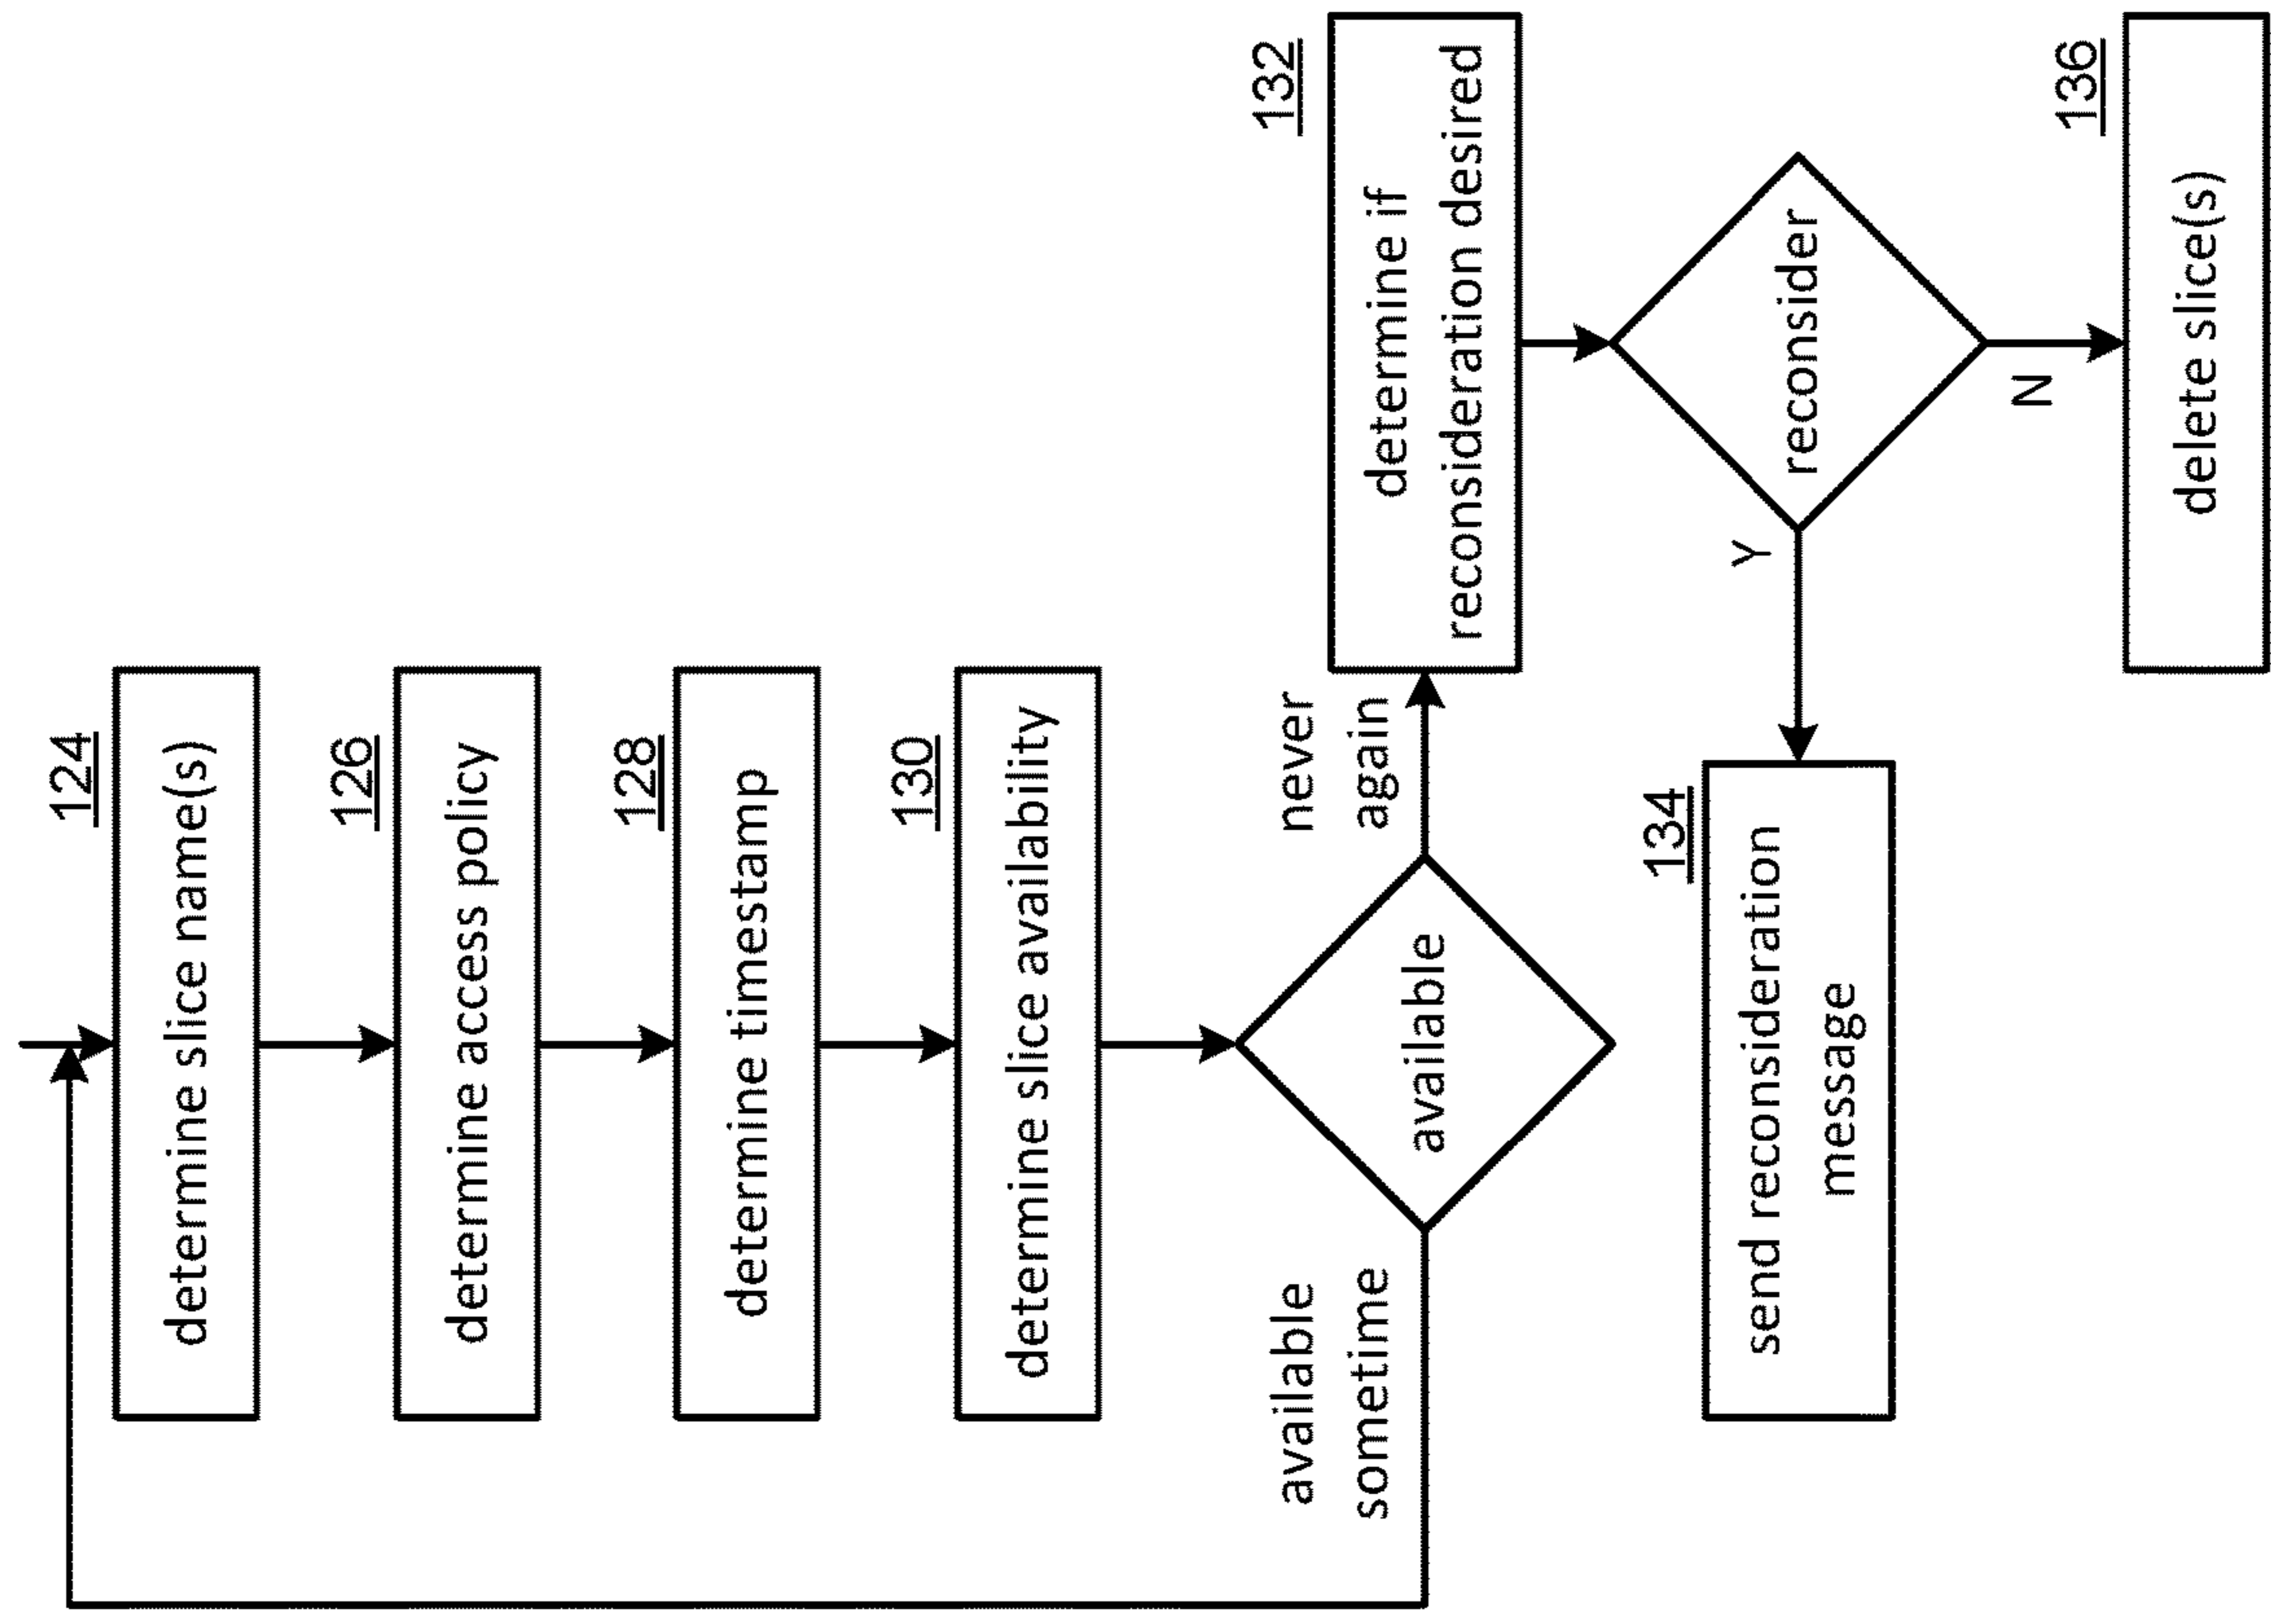 124
determine slice name(s)
126
determine access policy
128
determine timestamp
130
determine slice availability
available
available
sometime
never
again
132
determine if
reconsideration desired
reconsider
Y
N
134
send reconsideration
message
136
delete slice(s)